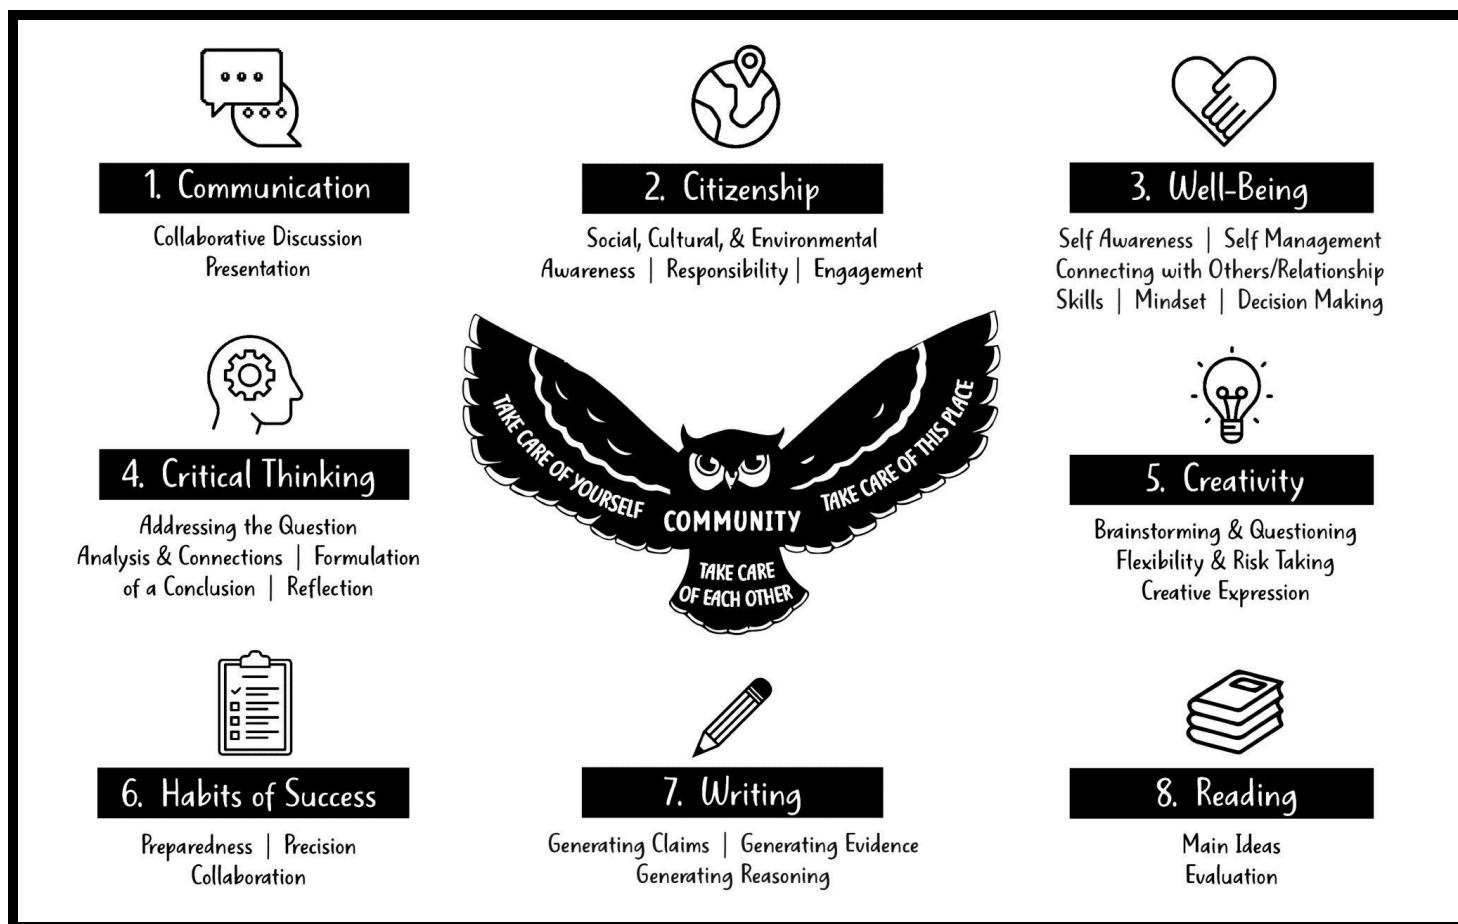 1. Communication
Collaborative Discussion
Presentation
2. Citizenship
Social, Cultural, & Environmental
Awareness | Responsibility | Engagement
3. Well-Being
Self Awareness | Self Management
Connecting with Others/Relationship
Skills | Mindset | Decision Making
4. Critical Thinking
Addressing the Question
Analysis & Connections | Formulation
of a Conclusion | Reflection
TAKE CARE OF YOURSELF
COMMUNITY
TAKE CARE OF THIS PLACE
TAKE CARE
OF EACH OTHER
5. Creativity
Brainstorming & Questioning
Flexibility & Risk Taking
Creative Expression
6. Habits of Success
Preparedness | Precision
Collaboration
7. Writing
Generating Claims | Generating Evidence
Generating Reasoning
8. Reading
Main Ideas
Evaluation